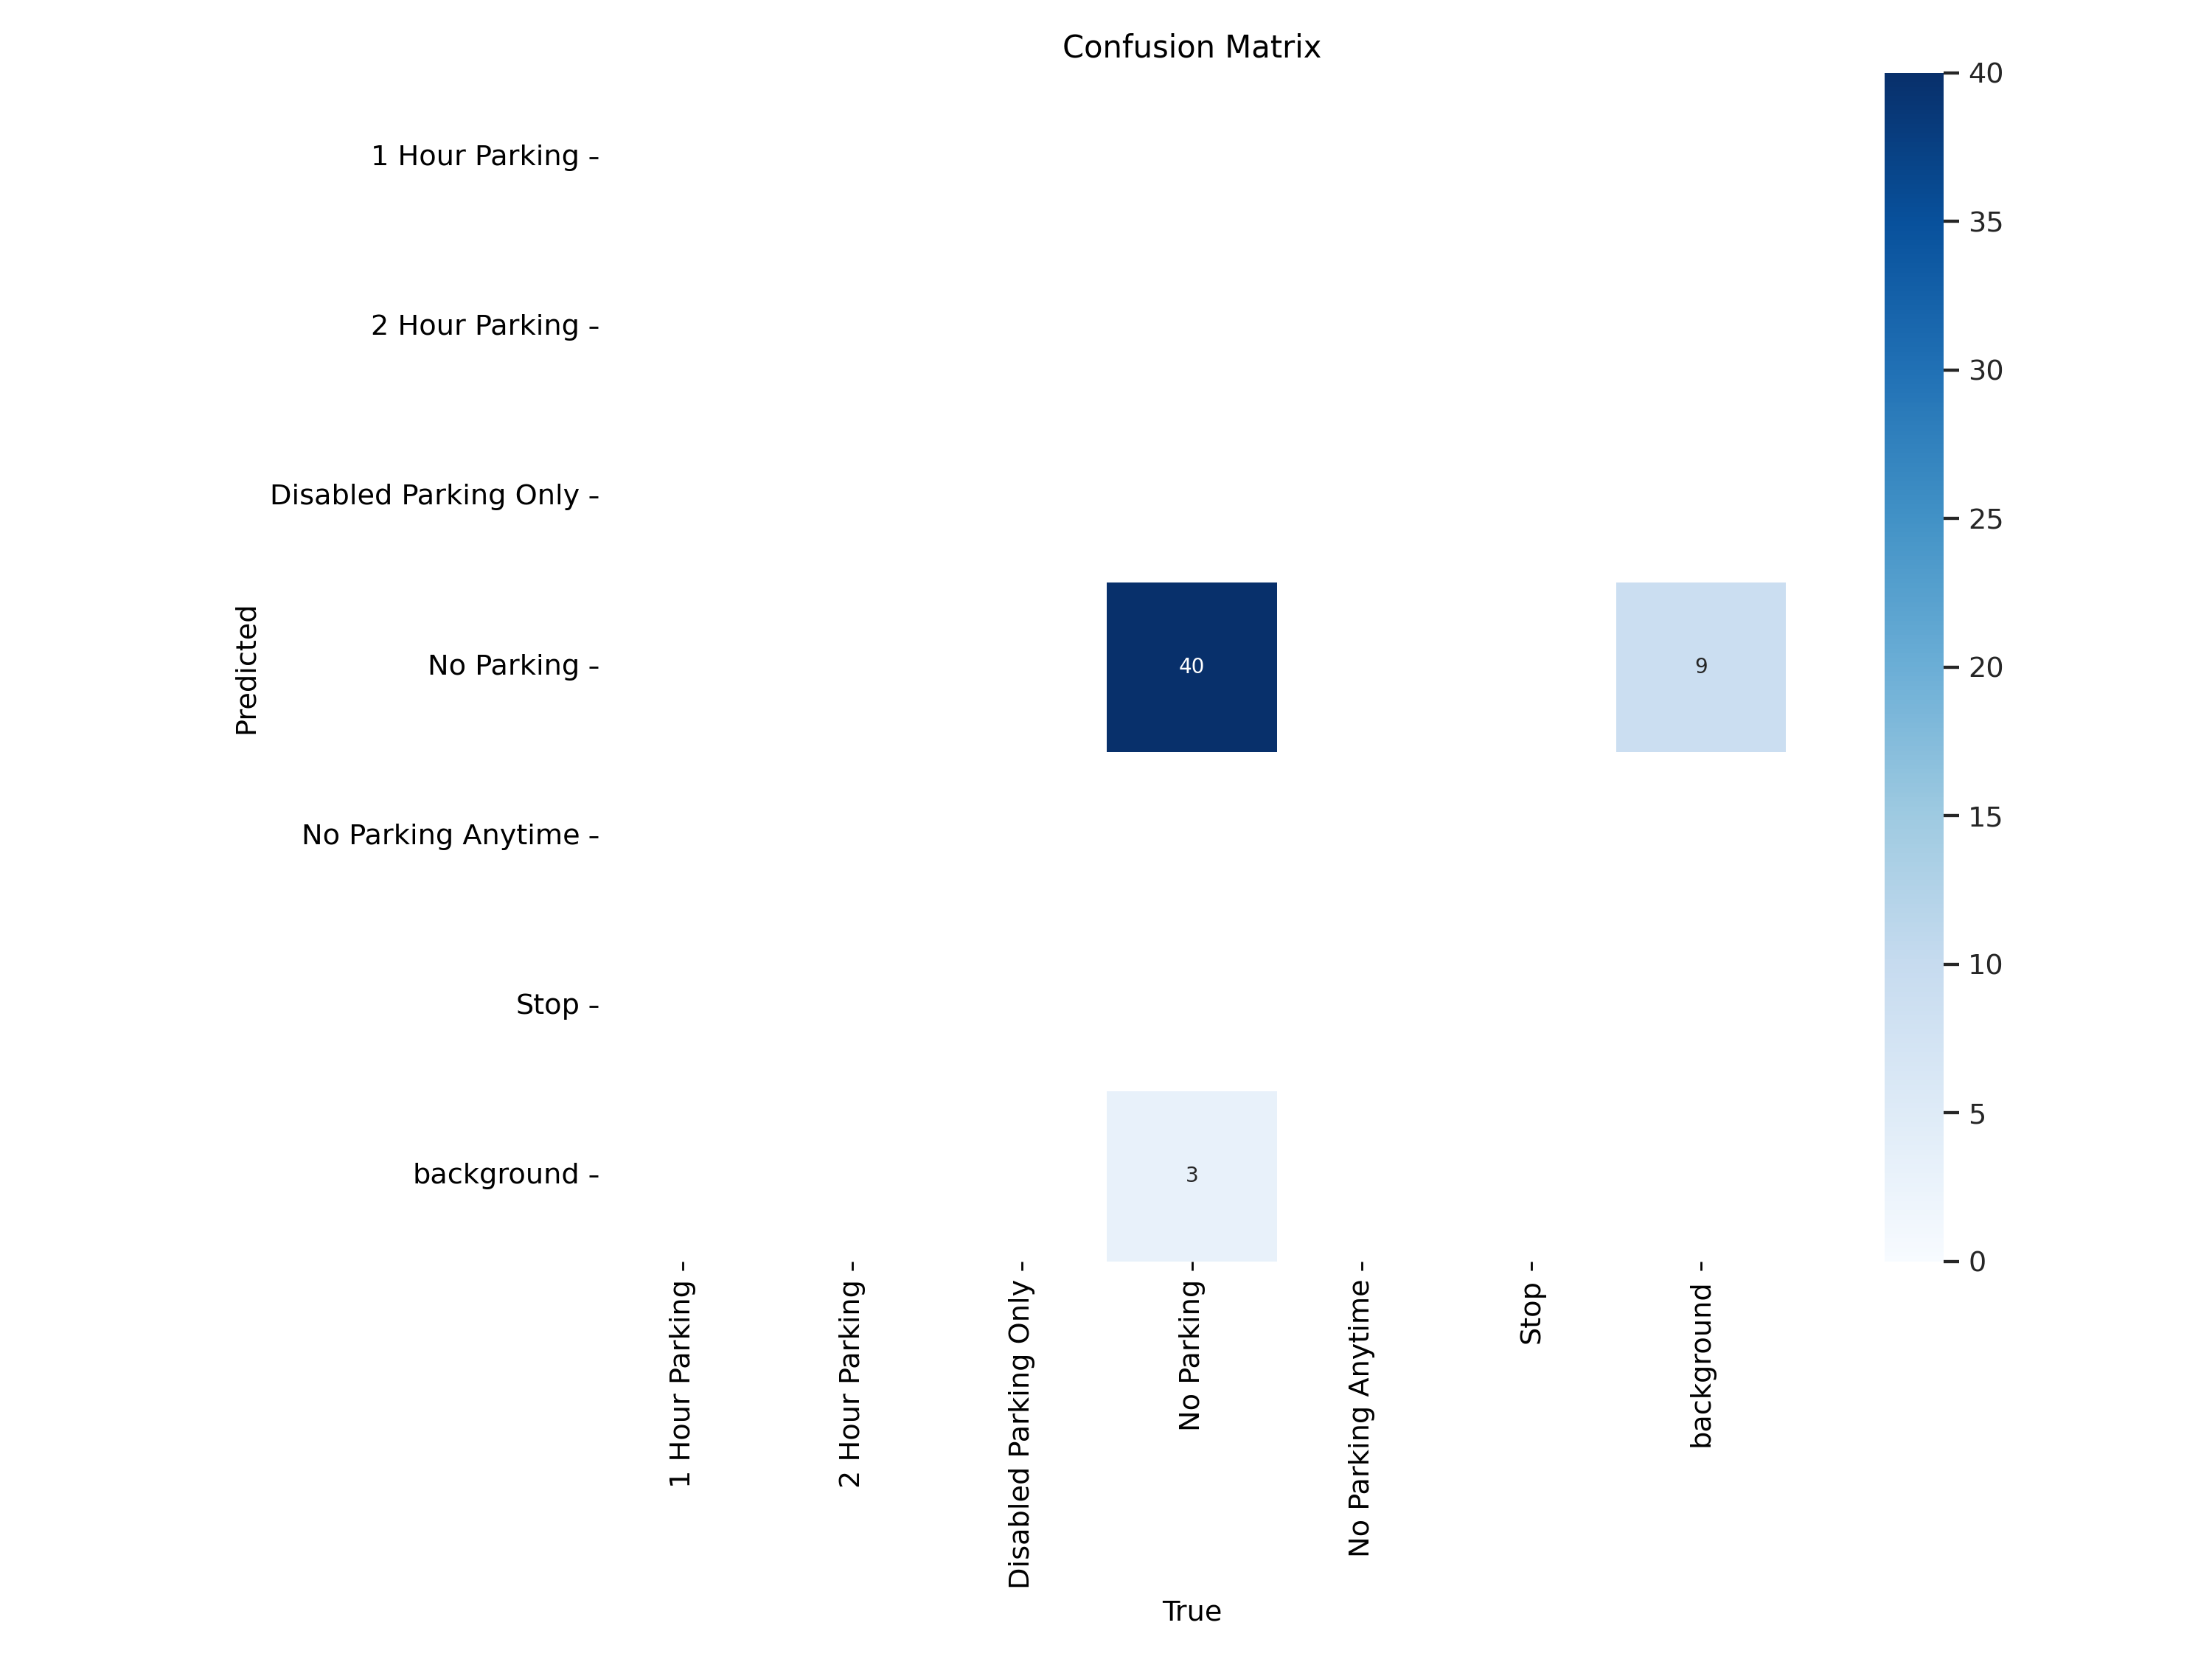 Confusion Matrix
1 Hour Parking
2 Hour Parking
Disabled Parking Only
No Parking
No Parking Anytime
Stop
background
Predicted
40
9
3
1 Hour Parking
2 Hour Parking
Disabled Parking Only
No Parking
No Parking Anytime
Stop
background
True
40
35
30
25
20
15
10
5
0